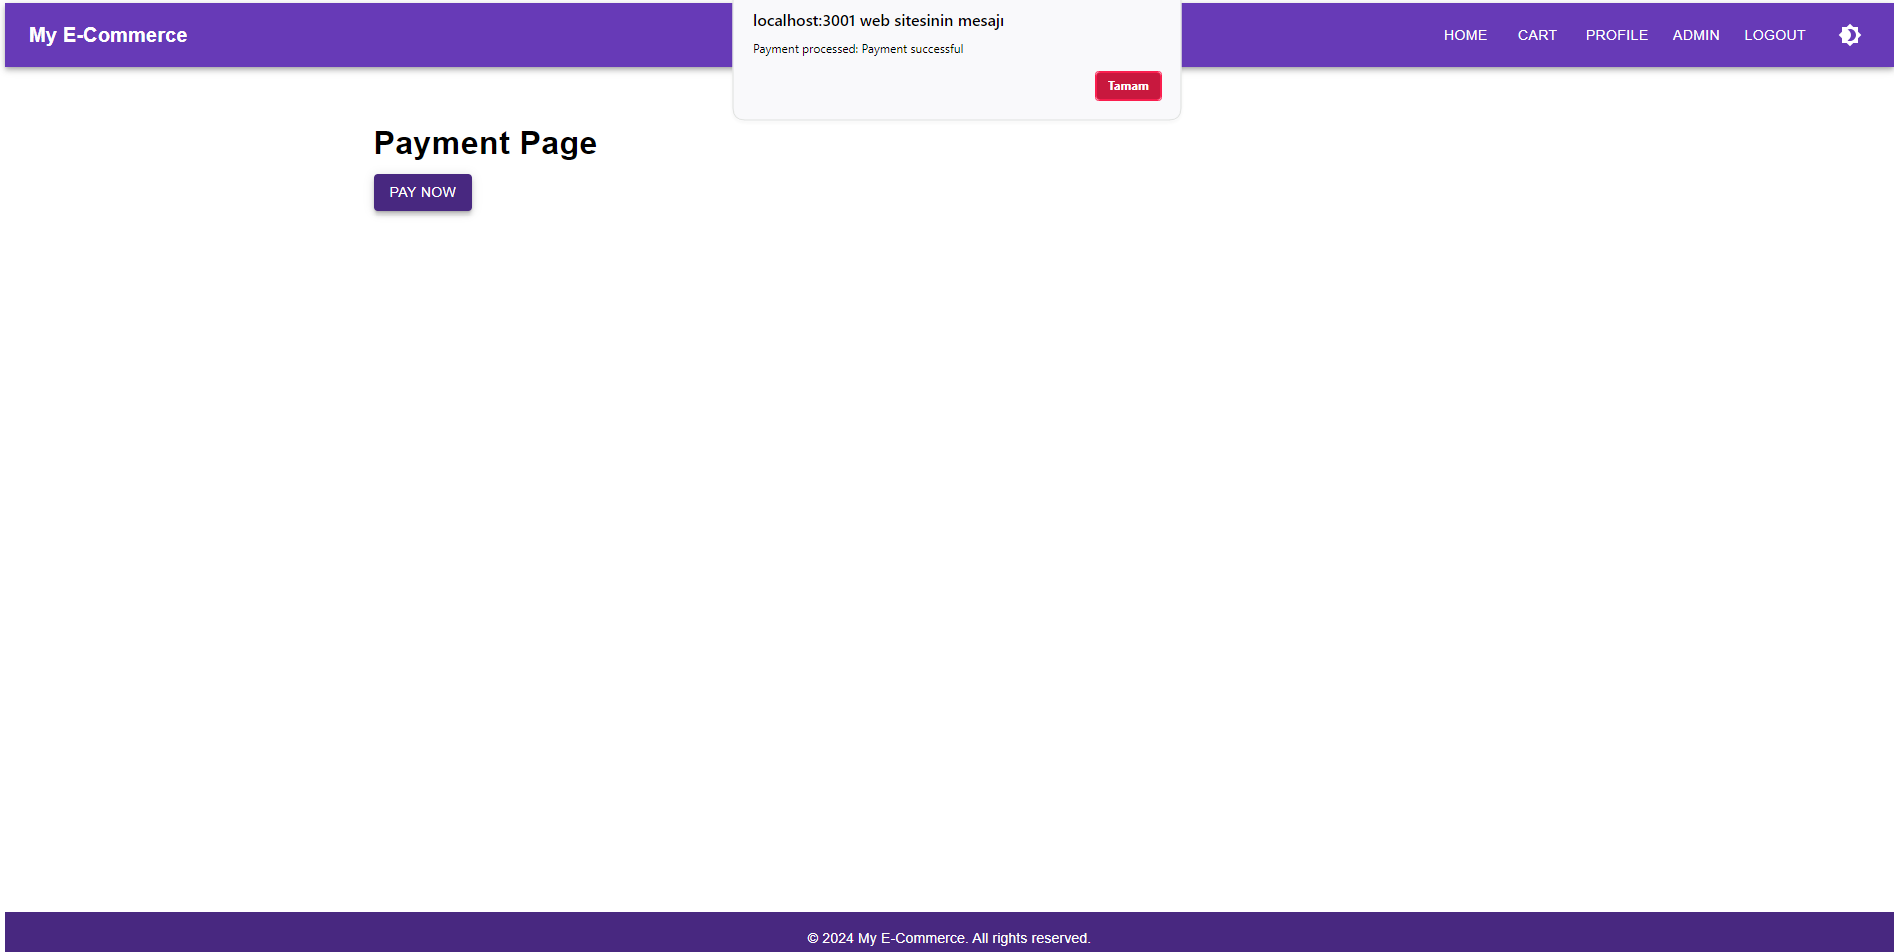 My E-Commerce
localhost:3001 web sitesinin mesajı
Payment processed: Payment successful
Tamam
HOME CART PROFILE ADMIN LOGOUT
Payment Page
PAY NOW
© 2024 My E-Commerce. All rights reserved.